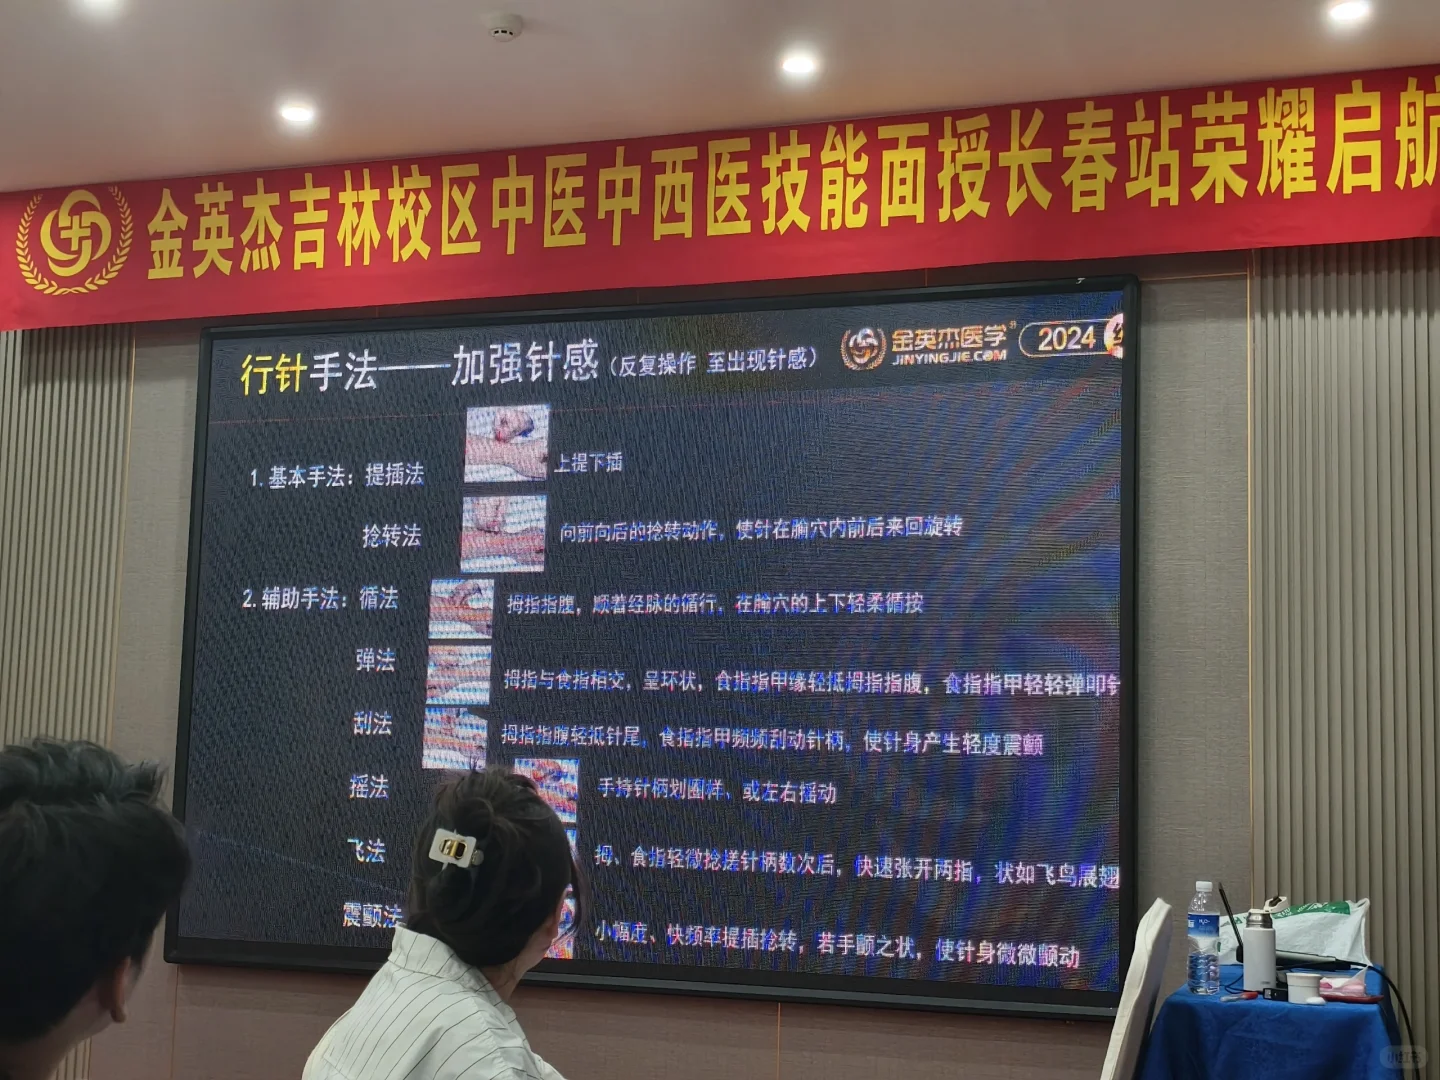 金英杰吉林校区中医中西医技能面授长春站荣耀启航
行针手法——加强针感（反复操作 至出现针感）
金英杰医学
JINYINGJIE.COM
2024
1.基本手法：提插法
上提下插
捻转法
向前向后的捻转动作，使针在腧穴内前后来回旋转
2.辅助手法：循法
拇指指腹，顺着经脉的循行，在腧穴的上下轻柔循按
弹法
拇指与食指相交，呈环状，食指指甲缘轻抵拇指指腹，食指指甲轻轻弹叩针
刮法
拇指指腹轻抵针尾，食指指甲频频刮动针柄，使针身产生轻度震颤
摇法
手持针柄划圈样、或左右摇动
飞法
拇、食指轻微捻搓针柄数次后，快速张开两指，状如飞鸟展翅
震颤法
小幅度、快频率提插捻转，若手颤之状，使针身微微颤动
小红书